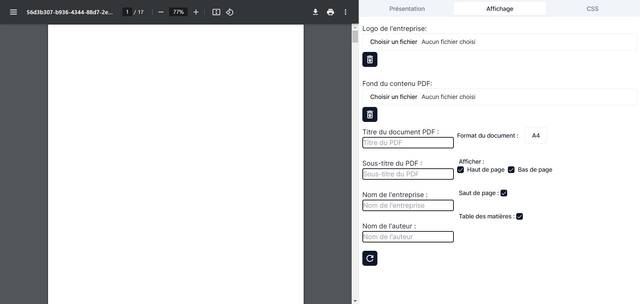 56d3b307-b936-4344-88d7-2e...
1 / 17
77%
Présentation
Affichage
CSS
Logo de l'entreprise:
Choisir un fichier Aucun fichier choisi
Fond du contenu PDF:
Choisir un fichier Aucun fichier choisi
Titre du document PDF :
Titre du PDF
Format du document :
A4
Sous-titre du PDF :
Sous-titre du PDF
Afficher :
Haut de page
Bas de page
Nom de l'entreprise :
Nom de l'entreprise
Saut de page :
Table des matières :
Nom de l'auteur :
Nom de l'auteur